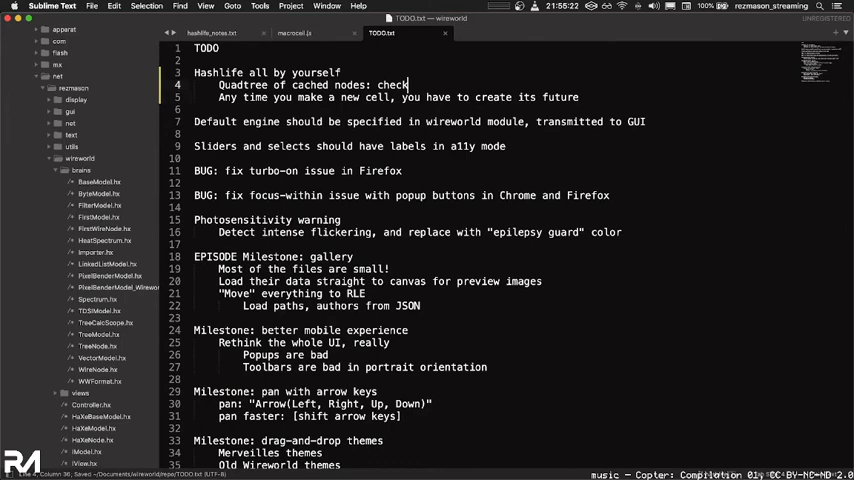 Sublime Text File Edit Selection Find View Goto Tools Project Window Help 100% 21:55:22 rezmason_streaming
TODO.txt — wireworld
UNREGISTERED
hashlife_notes.txt
macrocell.js
TODO.txt
apparat
com
flash
mx
net
rezmason
display
gui
net
text
utils
wireworld
brains
BaseModel.hx
ByteModel.hx
FilterModel.hx
FirstModel.hx
FirstWireNode.hx
HeatSpectrum.hx
Importer.hx
LinkedListModel.hx
PixelBenderModel.hx
PixelBenderModel_Wirewo
Spectrum.hx
TDSIModel.hx
TreeCalcScope.hx
TreeModel.hx
TreeNode.hx
VectorModel.hx
WireNode.hx
WWFormat.hx
views
Controller.hx
HaXeBaseModel.hx
HaXeModel.hx
HaXeNode.hx
IModel.hx
IView.hx
1 TODO
2
3 Hashlife all by yourself
4 Quadtree of cached nodes: check
5 Any time you make a new cell, you have to create its future
6
7 Default engine should be specified in wireworld module, transmitted to GUI
8
9 Sliders and selects should have labels in a11y mode
10
11 BUG: fix turbo-on issue in Firefox
12
13 BUG: fix focus-within issue with popup buttons in Chrome and Firefox
14
15 Photosensitivity warning
16 Detect intense flickering, and replace with "epilepsy guard" color
17
18 EPISODE Milestone: gallery
19 Most of the files are small!
20 Load their data straight to canvas for preview images
21 "Move" everything to RLE
22 Load paths, authors from JSON
23
24 Milestone: better mobile experience
25 Rethink the whole UI, really
26 Popups are bad
27 Toolbars are bad in portrait orientation
28
29 Milestone: pan with arrow keys
30 pan: "Arrow(Left, Right, Up, Down)"
31 pan faster: [shift arrow keys]
32
33 Milestone: drag-and-drop themes
34 Merveilles themes
35 Old Wireworld themes
Line 4, Column 36; Saved ~/Documents/wireworld/repo/TODO.txt (UTF-8)
music – Copter: Compilation 01, CC BY-NC-ND 2.0